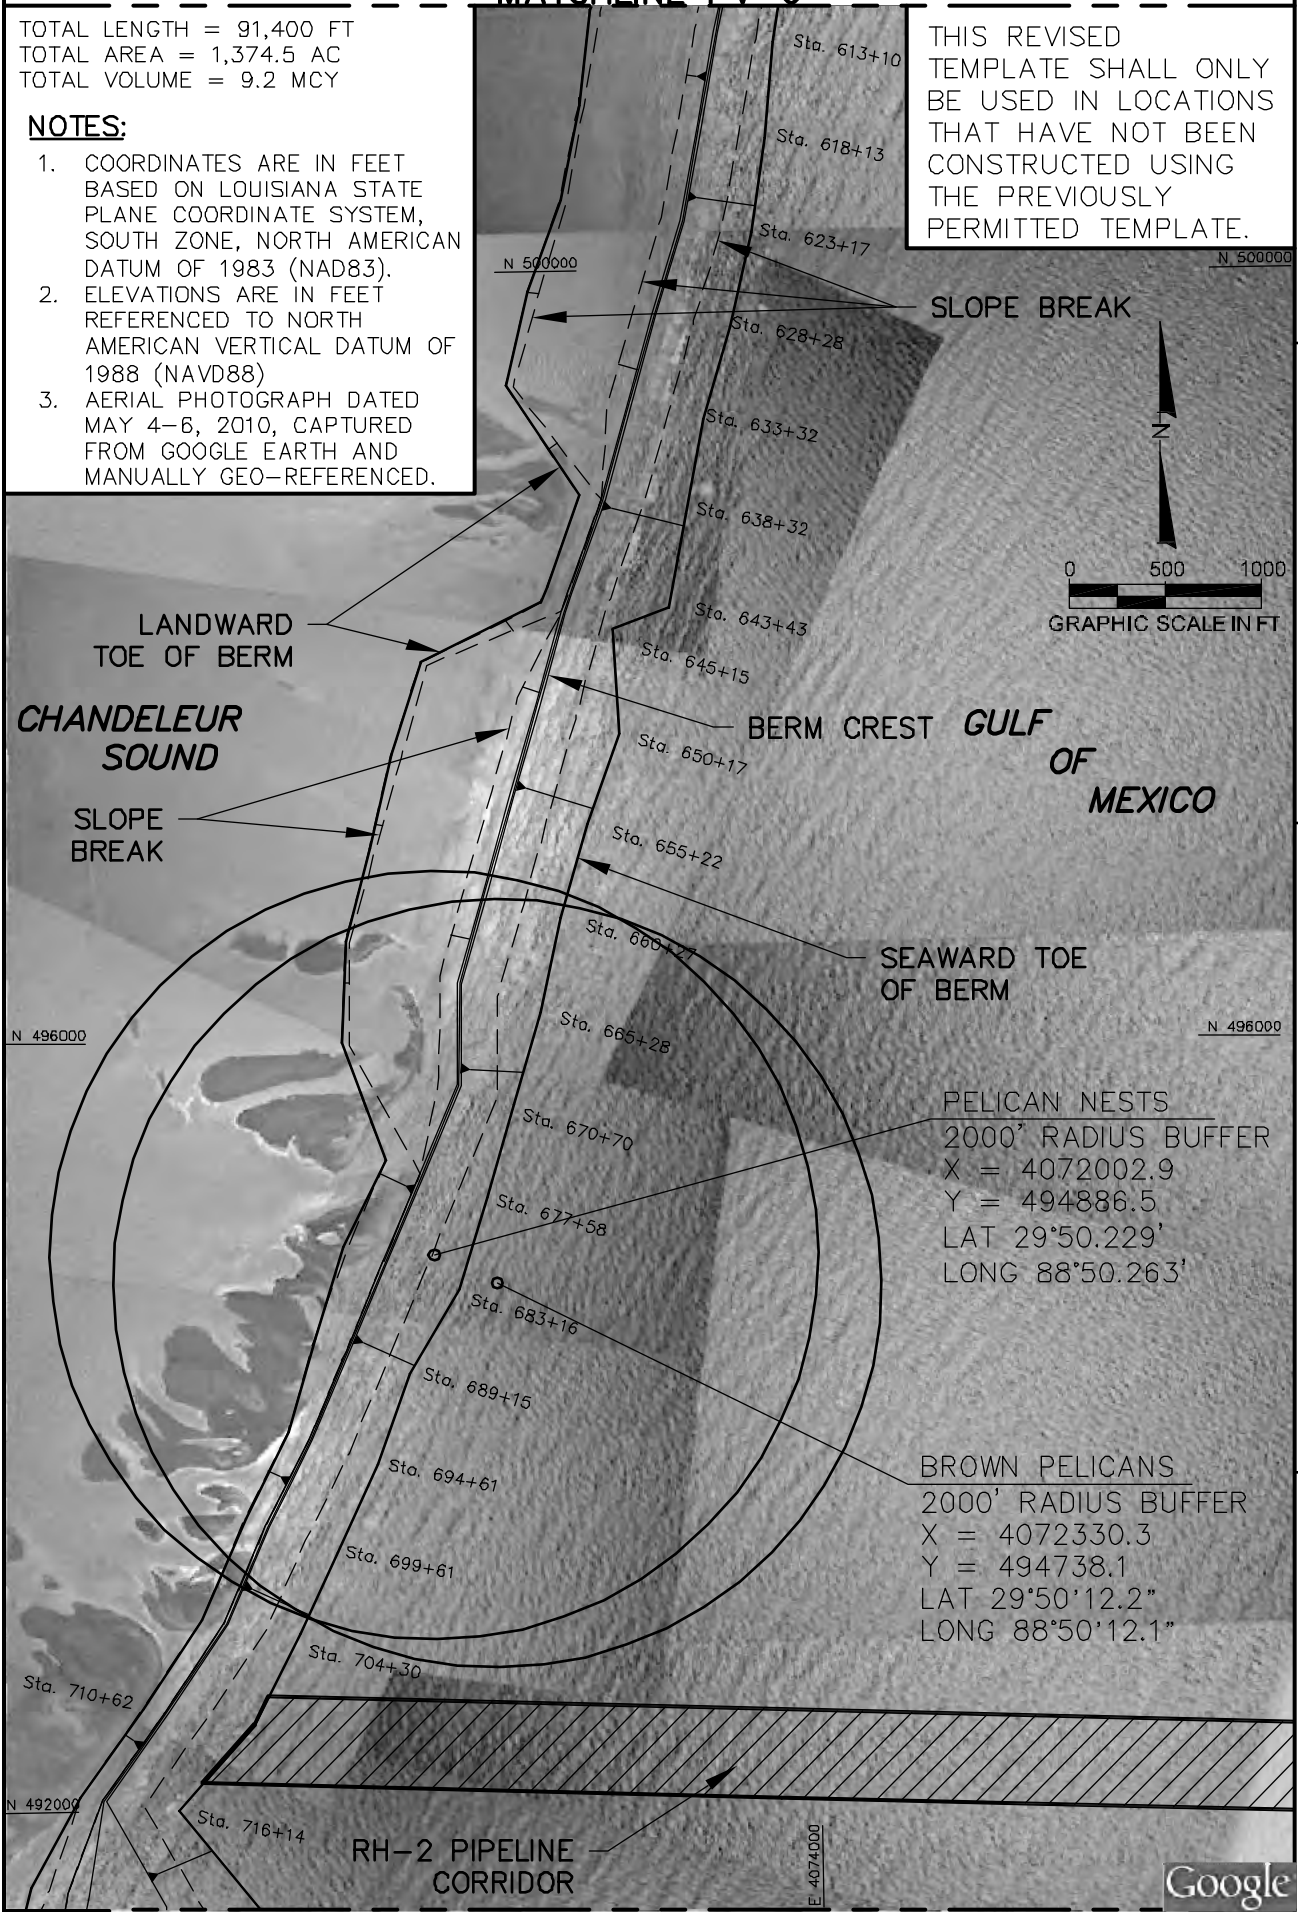 TOTAL LENGTH = 91,400 FT
TOTAL AREA = 1,374.5 AC
TOTAL VOLUME = 9.2 MCY
NOTES:
1. COORDINATES ARE IN FEET
BASED ON LOUISIANA STATE
PLANE COORDINATE SYSTEM,
SOUTH ZONE, NORTH AMERICAN
DATUM OF 1983 (NAD83).
2. ELEVATIONS ARE IN FEET
REFERENCED TO NORTH
AMERICAN VERTICAL DATUM OF
1988 (NAVD88)
3. AERIAL PHOTOGRAPH DATED
MAY 4-6, 2010, CAPTURED
FROM GOOGLE EARTH AND
MANUALLY GEO-REFERENCED.
THIS REVISED
TEMPLATE SHALL ONLY
BE USED IN LOCATIONS
THAT HAVE NOT BEEN
CONSTRUCTED USING
THE PREVIOUSLY
PERMITTED TEMPLATE.
Sta. 613+10
Sta. 618+13
Sta. 623+17
N 500000
N 500000
SLOPE BREAK
Sta. 628+28
Sta. 633+32
N
Sta. 638+32
0 500 1000
GRAPHIC SCALE IN FT
LANDWARD
TOE OF BERM
Sta. 643+43
Sta. 645+15
CHANDELEUR
SOUND
BERM CREST
GULF
OF
MEXICO
Sta. 650+17
SLOPE
BREAK
Sta. 655+22
Sta. 660+27
SEAWARD TOE
OF BERM
N 496000
N 496000
Sta. 665+28
PELICAN NESTS
2000' RADIUS BUFFER
X = 4072002.9
Y = 494886.5
LAT 29°50.229'
LONG 88°50.263'
Sta. 670+70
Sta. 677+58
Sta. 683+16
Sta. 689+15
BROWN PELICANS
2000' RADIUS BUFFER
X = 4072330.3
Y = 494738.1
LAT 29°50'12.2"
LONG 88°50'12.1"
Sta. 694+61
Sta. 699+61
Sta. 704+30
Sta. 710+62
N 492000
Sta. 716+14
RH-2 PIPELINE
CORRIDOR
E 4074000
Google